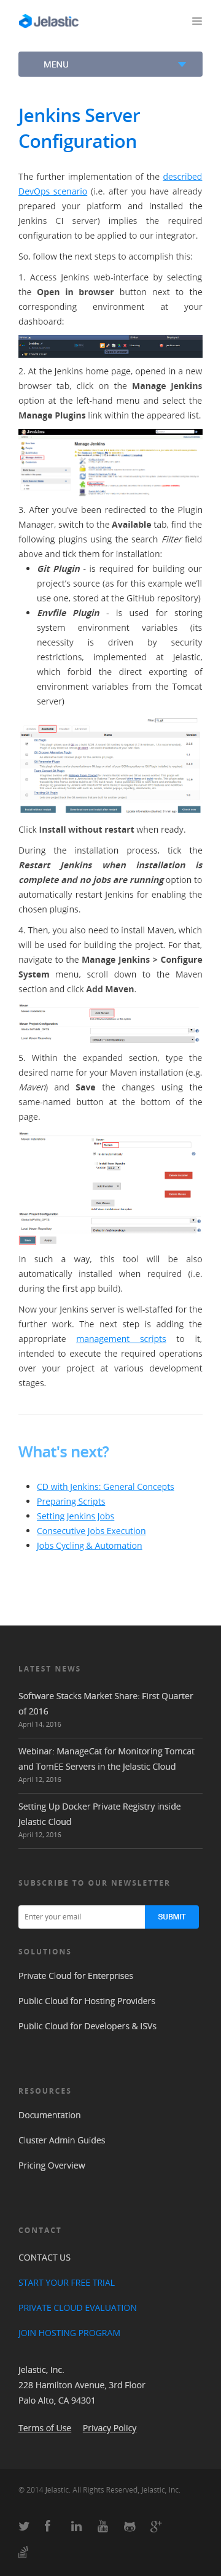 Jelastic
MENU
Jenkins Server
Configuration
The further implementation of the described
DevOps scenario (i.e. after you have already
prepared your platform and installed the
Jenkins CI server) implies the required
configuration to be applied to our integrator.
So, follow the next steps to accomplish this:
1. Access Jenkins web-interface by selecting
the Open in browser button next to the
corresponding environment at your
dashboard:
2. At the Jenkins home page, opened in a new
browser tab, click on the Manage Jenkins
option at the left-hand menu and select the
Manage Plugins link within the appeared list.
Jenkins
Manage Jenkins
3. After you've been redirected to the Plugin
Manager, switch to the Available tab, find the
following plugins using the search Filter field
above and tick them for installation:
• Git Plugin - is required for building of
your project's source (as for this example we'll
use one, stored at the GitHub repository)
• Envfile Plugin - is used for storing
system environment variables (its
necessity is driven by security
restrictions, implemented at Jelastic,
which forbid the direct exporting of
environment variables from the Tomcat
server)
Click Install without restart when ready.
During the installation process, tick the
Restart Jenkins when installation is
complete and no jobs are running option to
automatically restart Jenkins for enabling the
chosen plugins.
4. Then, you also need to install Maven, which
will be used for building the project. For that,
navigate to the Manage Jenkins > Configure
System menu, scroll down to the Maven
section and click Add Maven.
Maven
Maven Project Configuration
5. Within the expanded section, type the
desired name for your Maven installation (e.g.
Maven) and Save the changes using the
same-named button at the bottom of the
page.
Maven
Maven Project Configuration
In such a way, this tool will be also
automatically installed when required (i.e.
during the first app build).
Now your Jenkins server is well-staffed for the
further work. The next step is adding the
appropriate management scripts to it,
intended to execute the required operations
over your project at various development
stages.
What's next?
• CD with Jenkins: General Concepts
• Preparing Scripts
• Setting Jenkins Jobs
• Consecutive Jobs Execution
• Jobs Cycling & Automation
LATEST NEWS
Software Stacks Market Share: First Quarter
of 2016
April 14, 2016
Webinar: ManageCat for Monitoring Tomcat
and TomEE Servers in the Jelastic Cloud
April 12, 2016
Setting Up Docker Private Registry inside
Jelastic Cloud
April 12, 2016
SUBSCRIBE TO OUR NEWSLETTER
Enter your email
SUBMIT
SOLUTIONS
Private Cloud for Enterprises
Public Cloud for Hosting Providers
Public Cloud for Developers & ISVs
RESOURCES
Documentation
Cluster Admin Guides
Pricing Overview
CONTACT
CONTACT US
START YOUR FREE TRIAL
PRIVATE CLOUD EVALUATION
JOIN HOSTING PROGRAM
Jelastic, Inc.
228 Hamilton Avenue, 3rd Floor
Palo Alto, CA 94301
Terms of Use Privacy Policy
© 2014 Jelastic. All Rights Reserved, Jelastic, Inc.